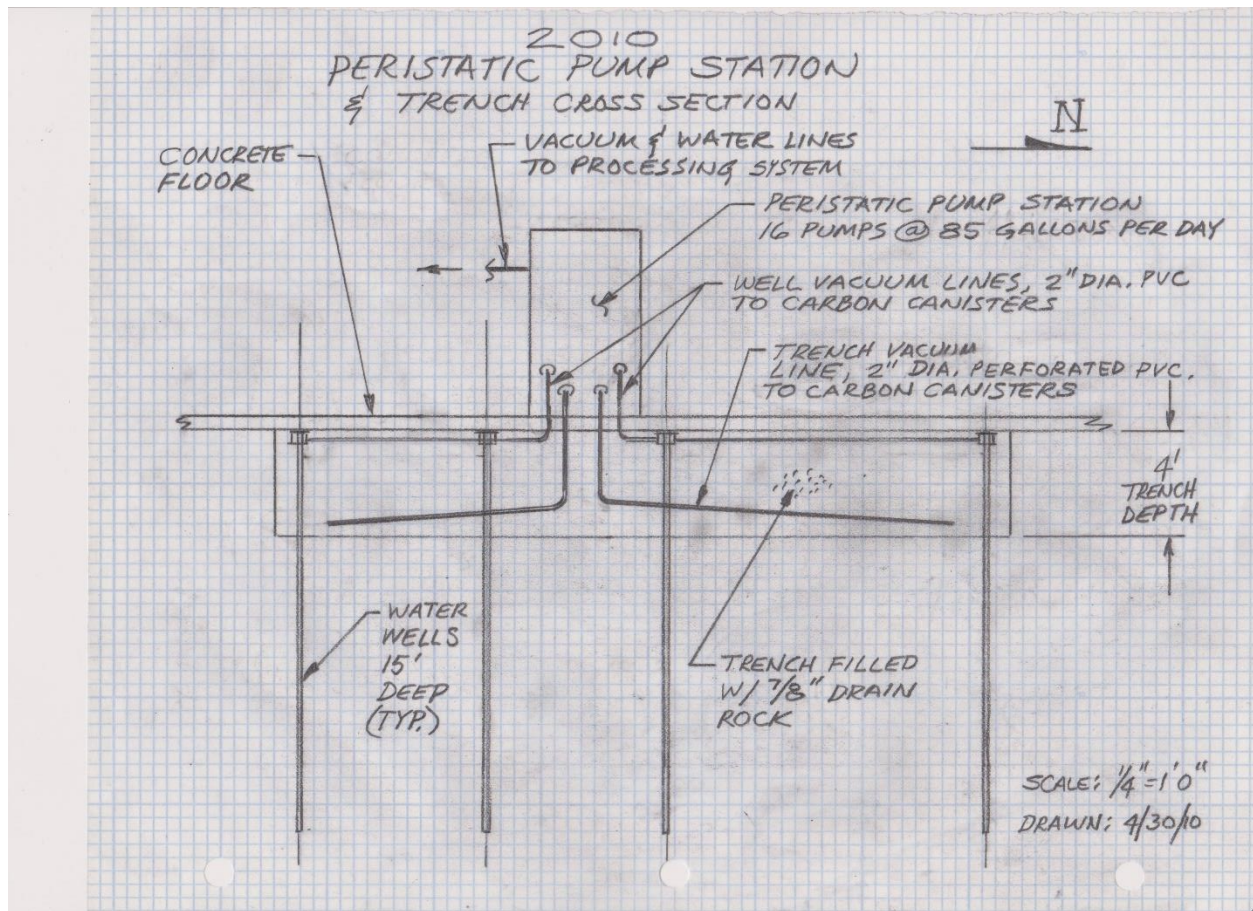 2010
PERISTATIC PUMP STATION
& TRENCH CROSS SECTION
N
VACUUM & WATER LINES
TO PROCESSING SYSTEM
CONCRETE
FLOOR
PERISTATIC PUMP STATION
16 PUMPS @ 85 GALLONS PER DAY
WELL VACUUM LINES, 2" DIA. PVC
TO CARBON CANISTERS
TRENCH VACUUM
LINE, 2" DIA. PERFORATED PVC.
TO CARBON CANISTERS
4'
TRENCH
DEPTH
WATER
WELLS
15'
DEEP
(TYP.)
TRENCH FILLED
W/ 7/8" DRAIN
ROCK
SCALE: 1/4"=1'0"
DRAWN: 4/30/10